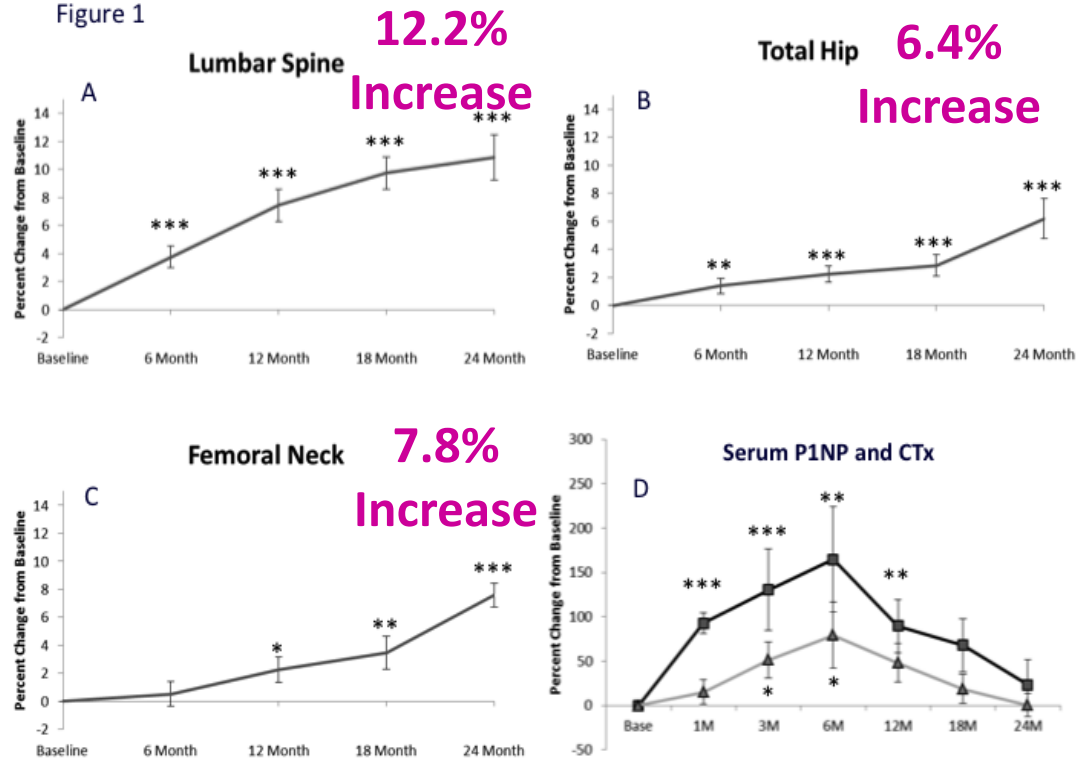 Figure 1
12.2%
Increase
Lumbar Spine
A
Percent Change from Baseline
14
12
10
8
6
4
2
0
-2
***
***
***
***
Baseline
6 Month
12 Month
18 Month
24 Month
6.4%
Increase
Total Hip
B
Percent Change from Baseline
14
12
10
8
6
4
2
0
-2
**
***
***
***
Baseline
6 Month
12 Month
18 Month
24 Month
7.8%
Increase
Femoral Neck
C
Percent Change from Baseline
14
12
10
8
6
4
2
0
-2
*
**
***
Baseline
6 Month
12 Month
18 Month
24 Month
Serum P1NP and CTx
D
Percent Change from Baseline
300
250
200
150
100
50
0
-50
***
***
**
**
*
*
Base
1M
3M
6M
12M
18M
24M